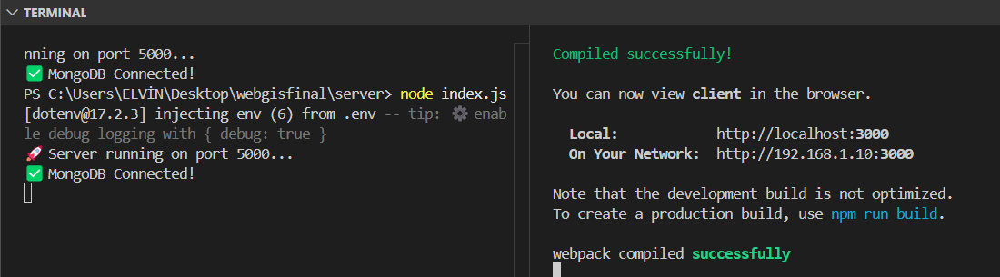 TERMINAL
nning on port 5000...
✅ MongoDB Connected!
PS C:\Users\ELVİN\Desktop\webgisfinal\server> node index.js
[dotenv@17.2.3] injecting env (6) from .env -- tip: ⚙️ enab
le debug logging with { debug: true }
🚀 Server running on port 5000...
✅ MongoDB Connected!
Compiled successfully!
You can now view client in the browser.
Local: http://localhost:3000
On Your Network: http://192.168.1.10:3000
Note that the development build is not optimized.
To create a production build, use npm run build.
webpack compiled successfully